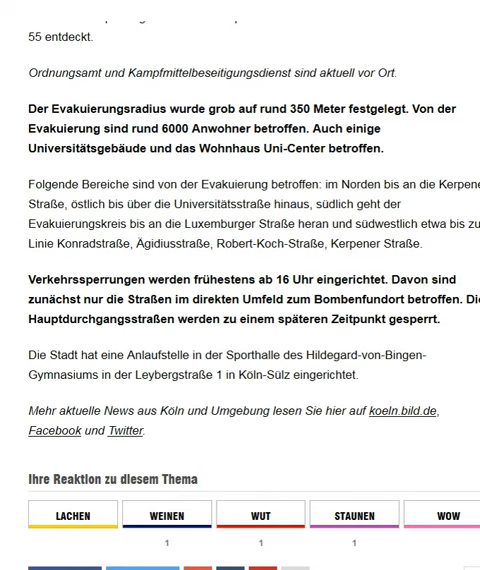 55 entdeckt.
Ordnungsamt und Kampfmittelbeseitigungsdienst sind aktuell vor Ort.
Der Evakuierungsradius wurde grob auf rund 350 Meter festgelegt. Von der
Evakuierung sind rund 6000 Anwohner betroffen. Auch einige
Universitätsgebäude und das Wohnhaus Uni-Center betroffen.
Folgende Bereiche sind von der Evakuierung betroffen: im Norden bis an die Kerpene
Straße, östlich bis über die Universitätsstraße hinaus, südlich geht der
Evakuierungskreis bis an die Luxemburger Straße heran und südwestlich etwa bis zu
Linie Konradstraße, Ägidiusstraße, Robert-Koch-Straße, Kerpener Straße.
Verkehrssperrungen werden frühestens ab 16 Uhr eingerichtet. Davon sind
zunächst nur die Straßen im direkten Umfeld zum Bombenfundort betroffen. Di
Hauptdurchgangsstraßen werden zu einem späteren Zeitpunkt gesperrt.
Die Stadt hat eine Anlaufstelle in der Sporthalle des Hildegard-von-Bingen-
Gymnasiums in der Leybergstraße 1 in Köln-Sülz eingerichtet.
Mehr aktuelle News aus Köln und Umgebung lesen Sie hier auf koeln.bild.de,
Facebook und Twitter.
Ihre Reaktion zu diesem Thema
LACHEN WEINEN WUT STAUNEN WOW
1 1 1